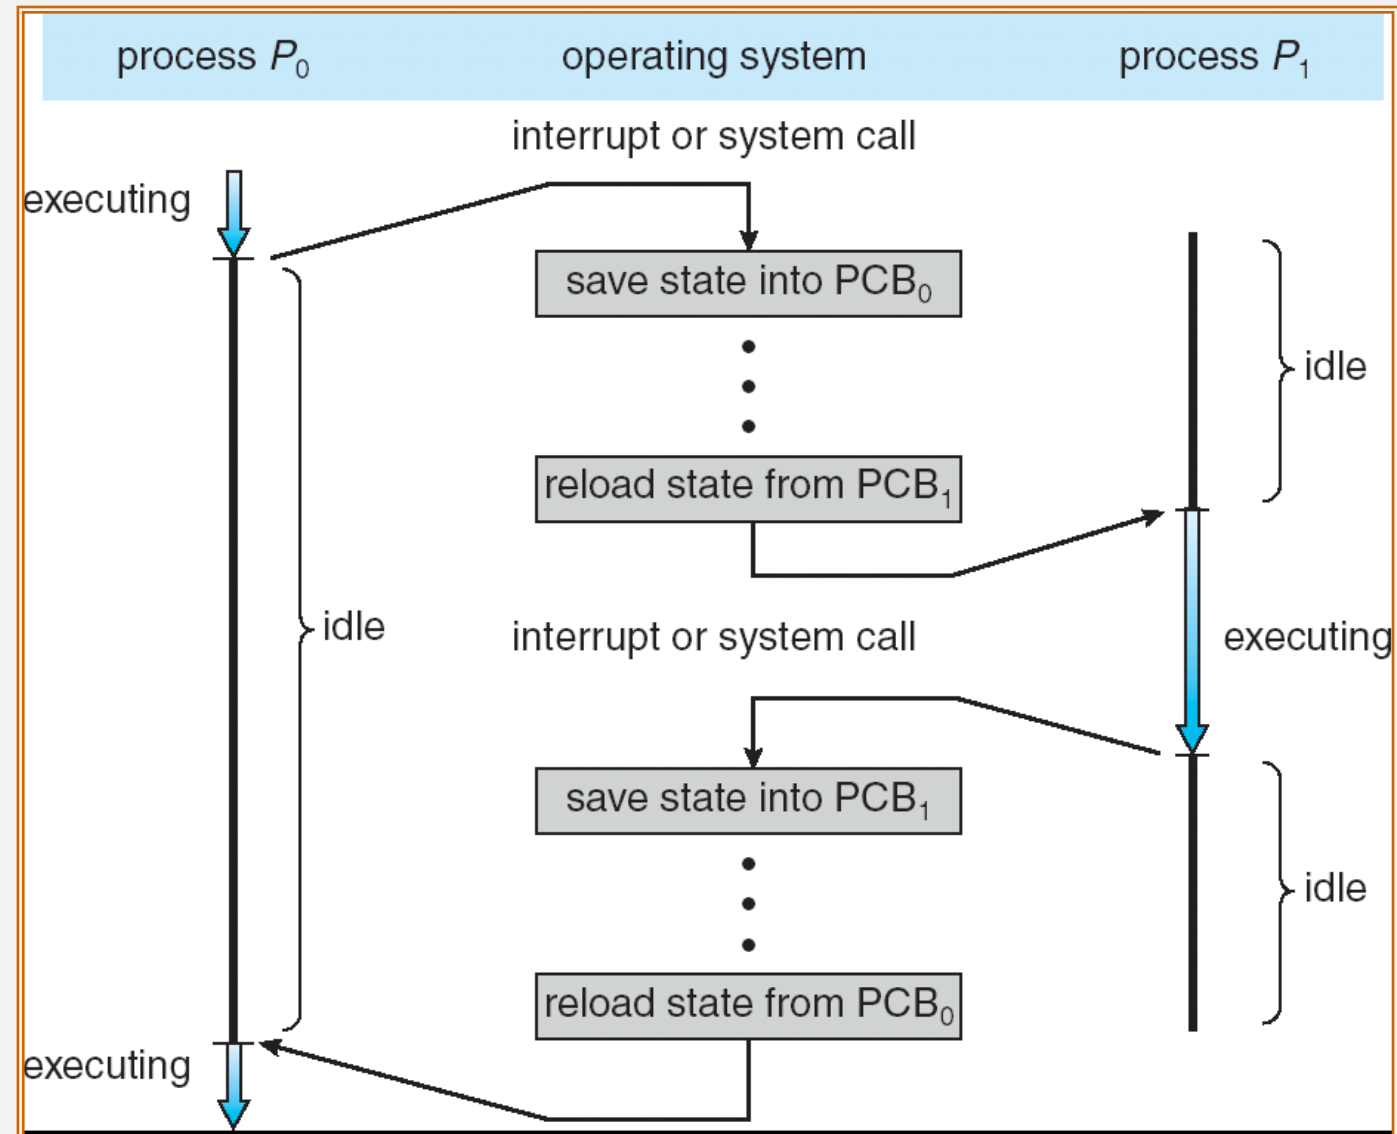 process P₀ operating system process P₁
interrupt or system call
executing
save state into PCB₀
idle
reload state from PCB₁
idle
interrupt or system call
executing
save state into PCB₁
idle
reload state from PCB₀
executing